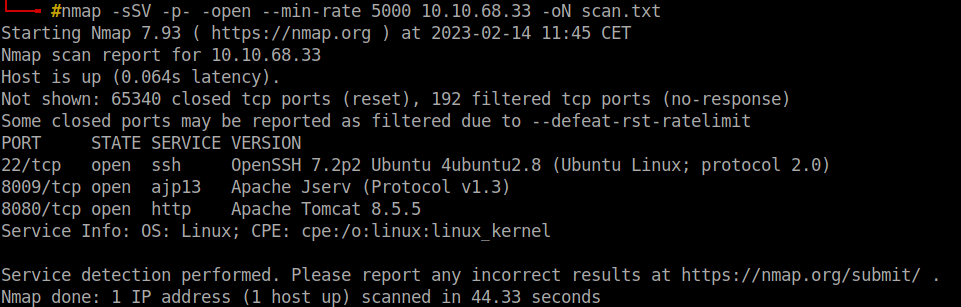 #nmap -sSV -p- -open --min-rate 5000 10.10.68.33 -oN scan.txt
Starting Nmap 7.93 ( https://nmap.org ) at 2023-02-14 11:45 CET
Nmap scan report for 10.10.68.33
Host is up (0.064s latency).
Not shown: 65340 closed tcp ports (reset), 192 filtered tcp ports (no-response)
Some closed ports may be reported as filtered due to --defeat-rst-ratelimit
PORT     STATE SERVICE VERSION
22/tcp   open  ssh     OpenSSH 7.2p2 Ubuntu 4ubuntu2.8 (Ubuntu Linux; protocol 2.0)
8009/tcp open  ajp13   Apache Jserv (Protocol v1.3)
8080/tcp open  http    Apache Tomcat 8.5.5
Service Info: OS: Linux; CPE: cpe:/o:linux:linux_kernel
Service detection performed. Please report any incorrect results at https://nmap.org/submit/ .
Nmap done: 1 IP address (1 host up) scanned in 44.33 seconds